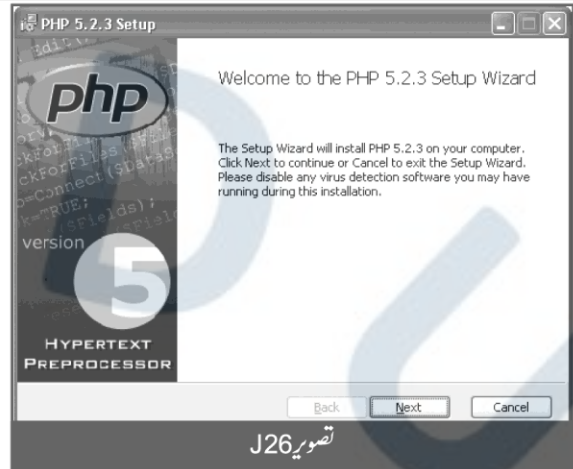 PHP 5.2.3 Setup
php
version
5
HYPERTEXT
PREPROCESSOR
Welcome to the PHP 5.2.3 Setup Wizard
The Setup Wizard will install PHP 5.2.3 on your computer.
Click Next to continue or Cancel to exit the Setup Wizard.
Please disable any virus detection software you may have
running during this installation.
Back
Next
Cancel
تصویر J26